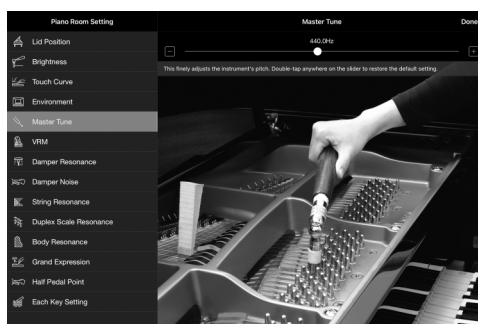 Piano Room Setting
Master Tune
Done
Lid Position
Brightness
Touch Curve
Environment
Master Tune
VRM
Damper Resonance
Damper Noise
String Resonance
Duplex Scale Resonance
Body Resonance
Grand Expression
Half Pedal Point
Each Key Setting
440.0Hz
This finely adjusts the instrument's pitch. Double-tap anywhere on the slider to restore the default setting.